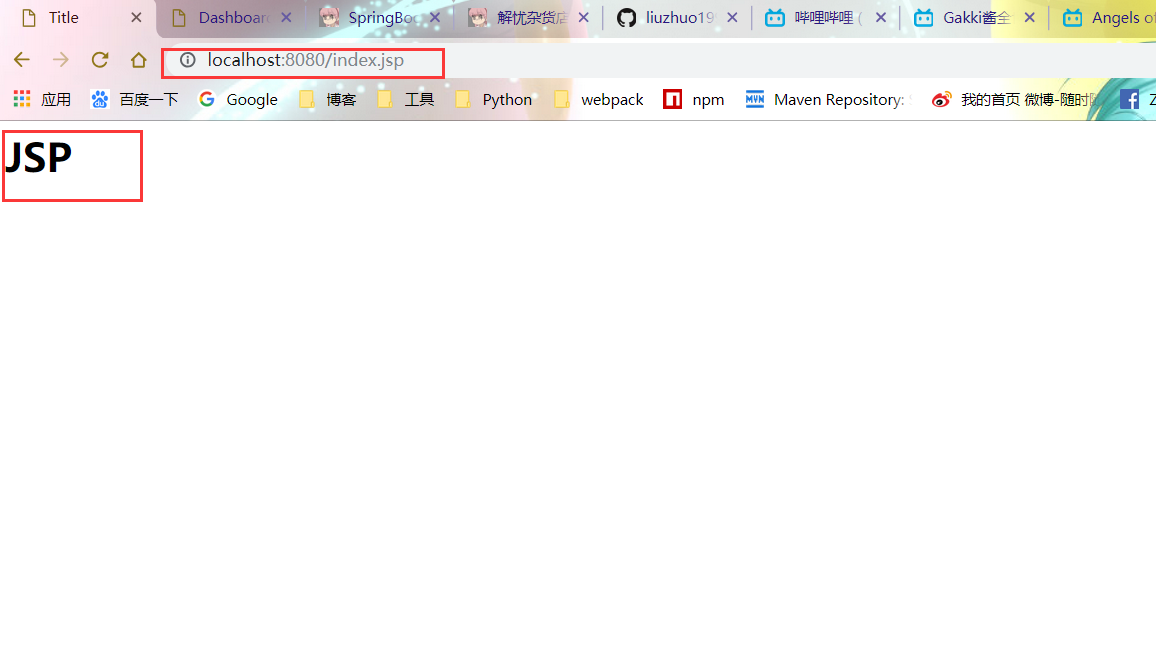 Title Dashboard SpringBoo 解忧杂货店 liuzhuo19 哔哩哔哩 ( Gakki酱全 Angels of
localhost:8080/index.jsp
应用 百度一下 Google 博客 工具 Python webpack npm Maven Repository: 我的首页 微博-随时随 Z
JSP